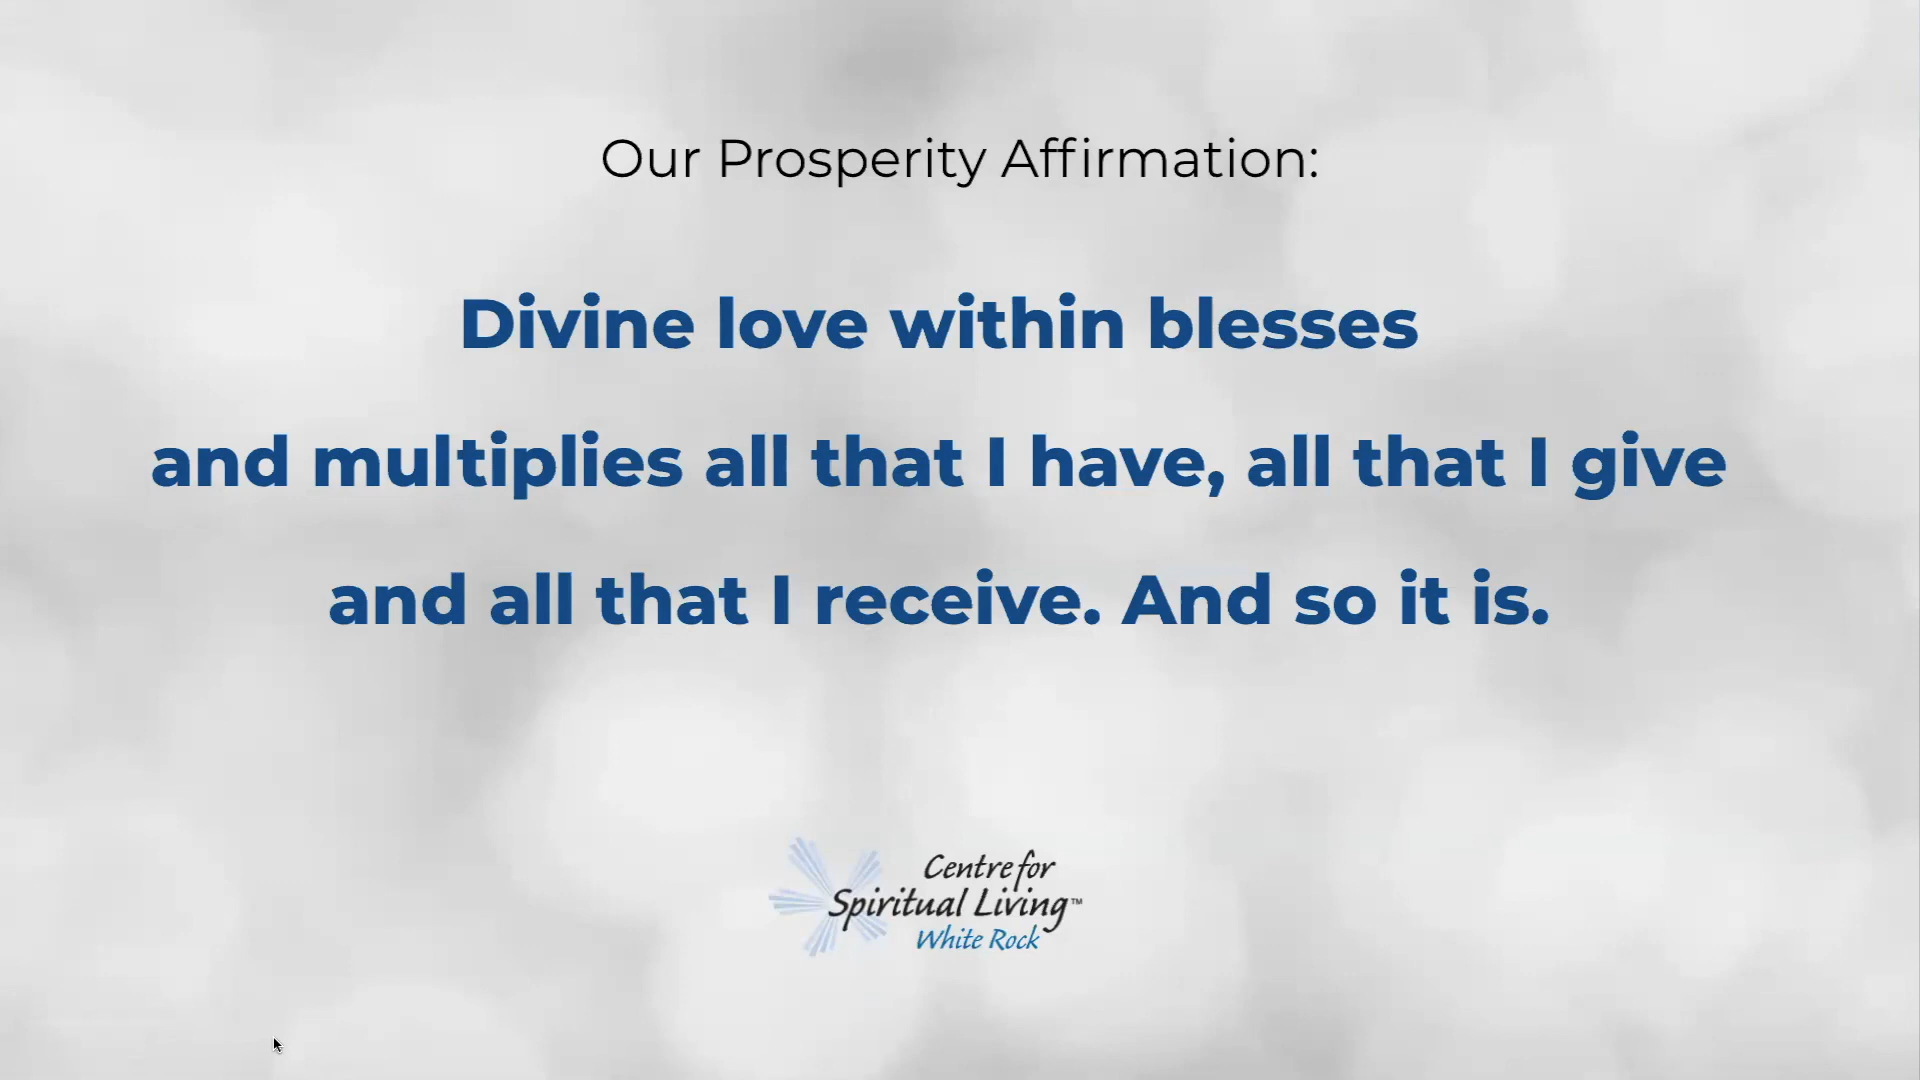 Our Prosperity Affirmation:
Divine love within blesses
and multiplies all that I have, all that I give
and all that I receive. And so it is.
Centre for
Spiritual Living™
White Rock